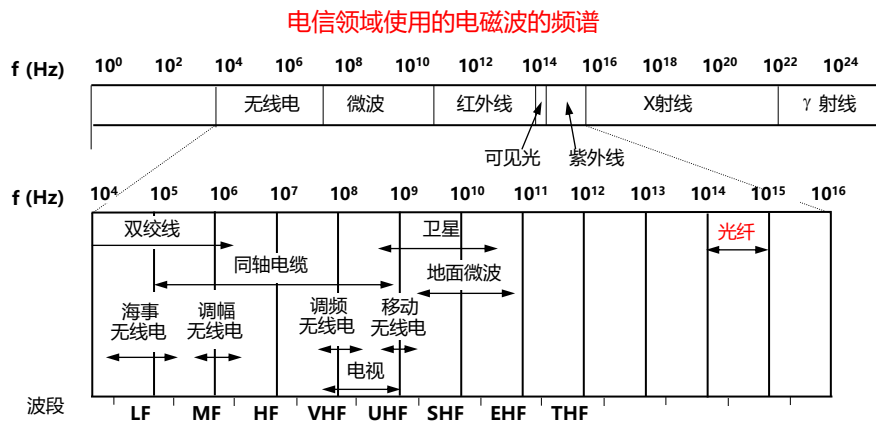 电信领域使用的电磁波的频谱
f (Hz) 10⁰ 10² 10⁴ 10⁶ 10⁸ 10¹⁰ 10¹² 10¹⁴ 10¹⁶ 10¹⁸ 10²⁰ 10²² 10²⁴
无线电 微波 红外线 X射线 γ 射线
可见光 紫外线
f (Hz) 10⁴ 10⁵ 10⁶ 10⁷ 10⁸ 10⁹ 10¹⁰ 10¹¹ 10¹² 10¹³ 10¹⁴ 10¹⁵ 10¹⁶
双绞线 卫星 光纤
同轴电缆 地面微波
海事 调幅 调频 移动
无线电 无线电 无线电 无线电
电视
波段 LF MF HF VHF UHF SHF EHF THF